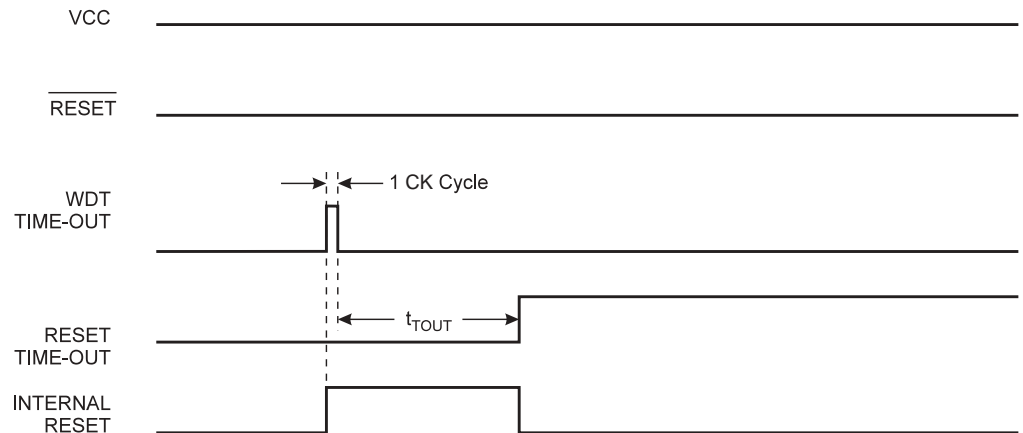 VCC
RESET
1 CK Cycle
WDT
TIME-OUT
tTOUT
RESET
TIME-OUT
INTERNAL
RESET